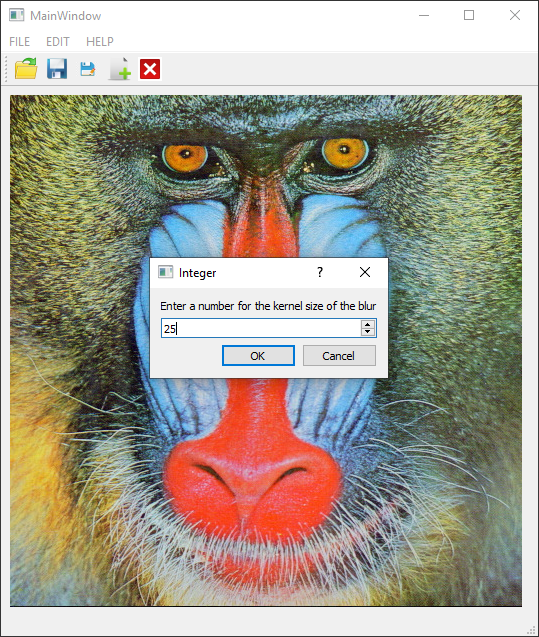 MainWindow
FILE EDIT HELP
Integer
Enter a number for the kernel size of the blur
25
OK Cancel